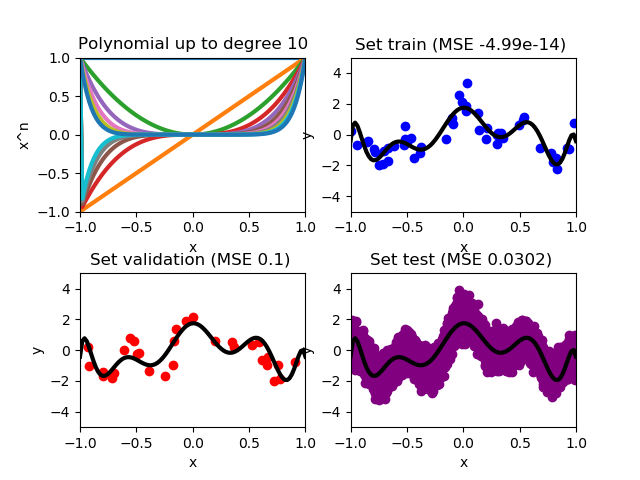 Polynomial up to degree 10
1.0
0.5
0.0
−0.5
−1.0
x^n
−1.0 −0.5 0.0 0.5 1.0
x
Set train (MSE -4.99e-14)
4
2
0
−2
−4
y
−1.0 −0.5 0.0 0.5 1.0
x
Set validation (MSE 0.1)
4
2
0
−2
−4
y
−1.0 −0.5 0.0 0.5 1.0
x
Set test (MSE 0.0302)
4
2
0
−2
−4
y
−1.0 −0.5 0.0 0.5 1.0
x